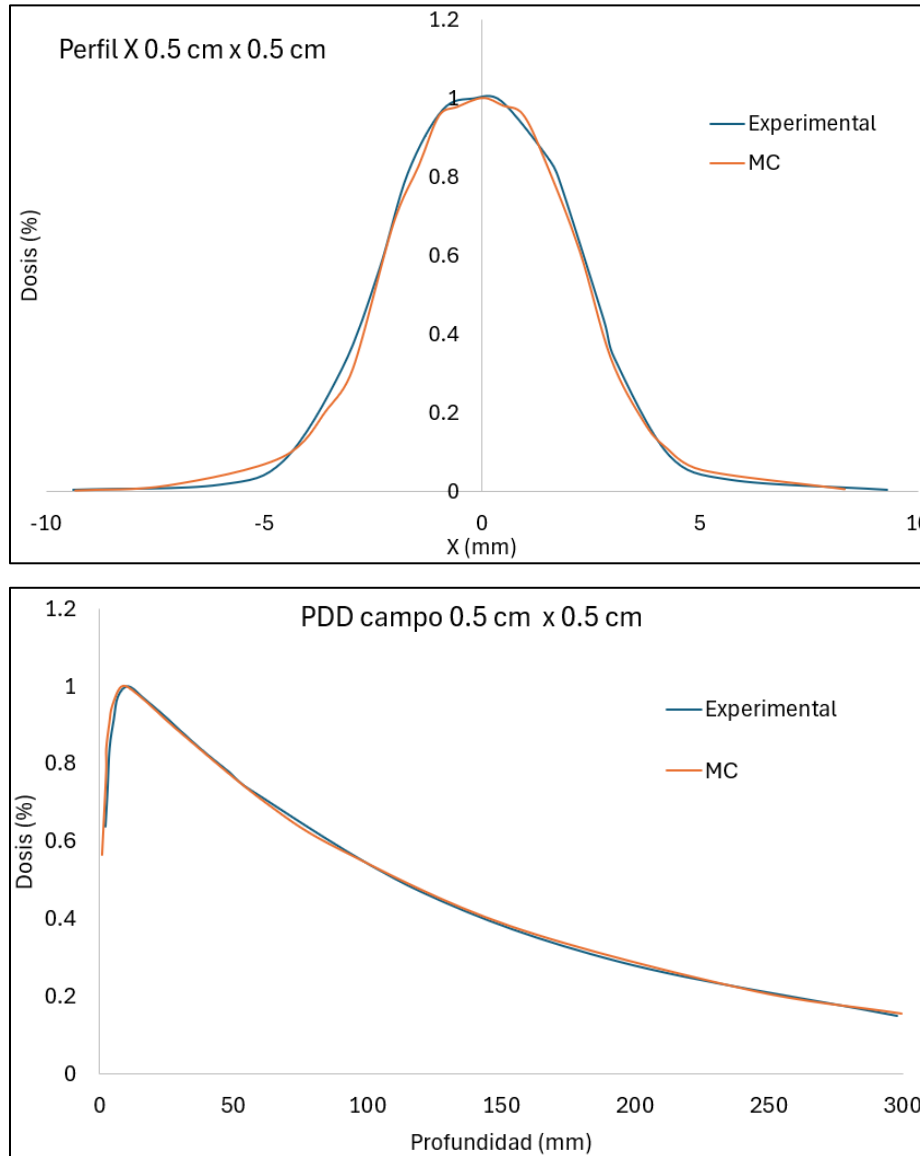 Perfil X 0.5 cm x 0.5 cm
1.2
1
0.8
0.6
0.4
0.2
0
Dosis (%)
Experimental
MC
-10
-5
0
5
10
X (mm)
PDD campo 0.5 cm x 0.5 cm
1.2
1
0.8
0.6
0.4
0.2
0
Dosis (%)
Experimental
MC
0
50
100
150
200
250
300
Profundidad (mm)